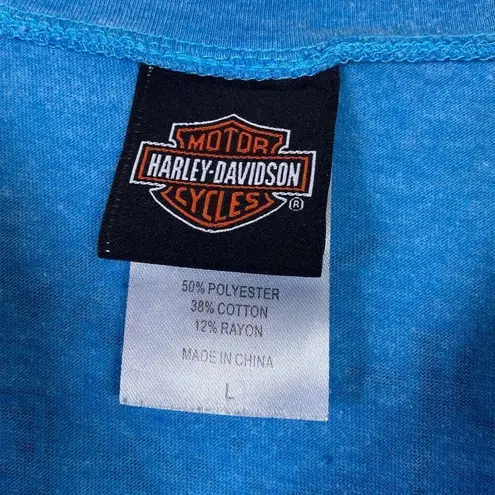 MOTOR
HARLEY-DAVIDSON
CYCLES
®
50% POLYESTER
38% COTTON
12% RAYON
MADE IN CHINA
L